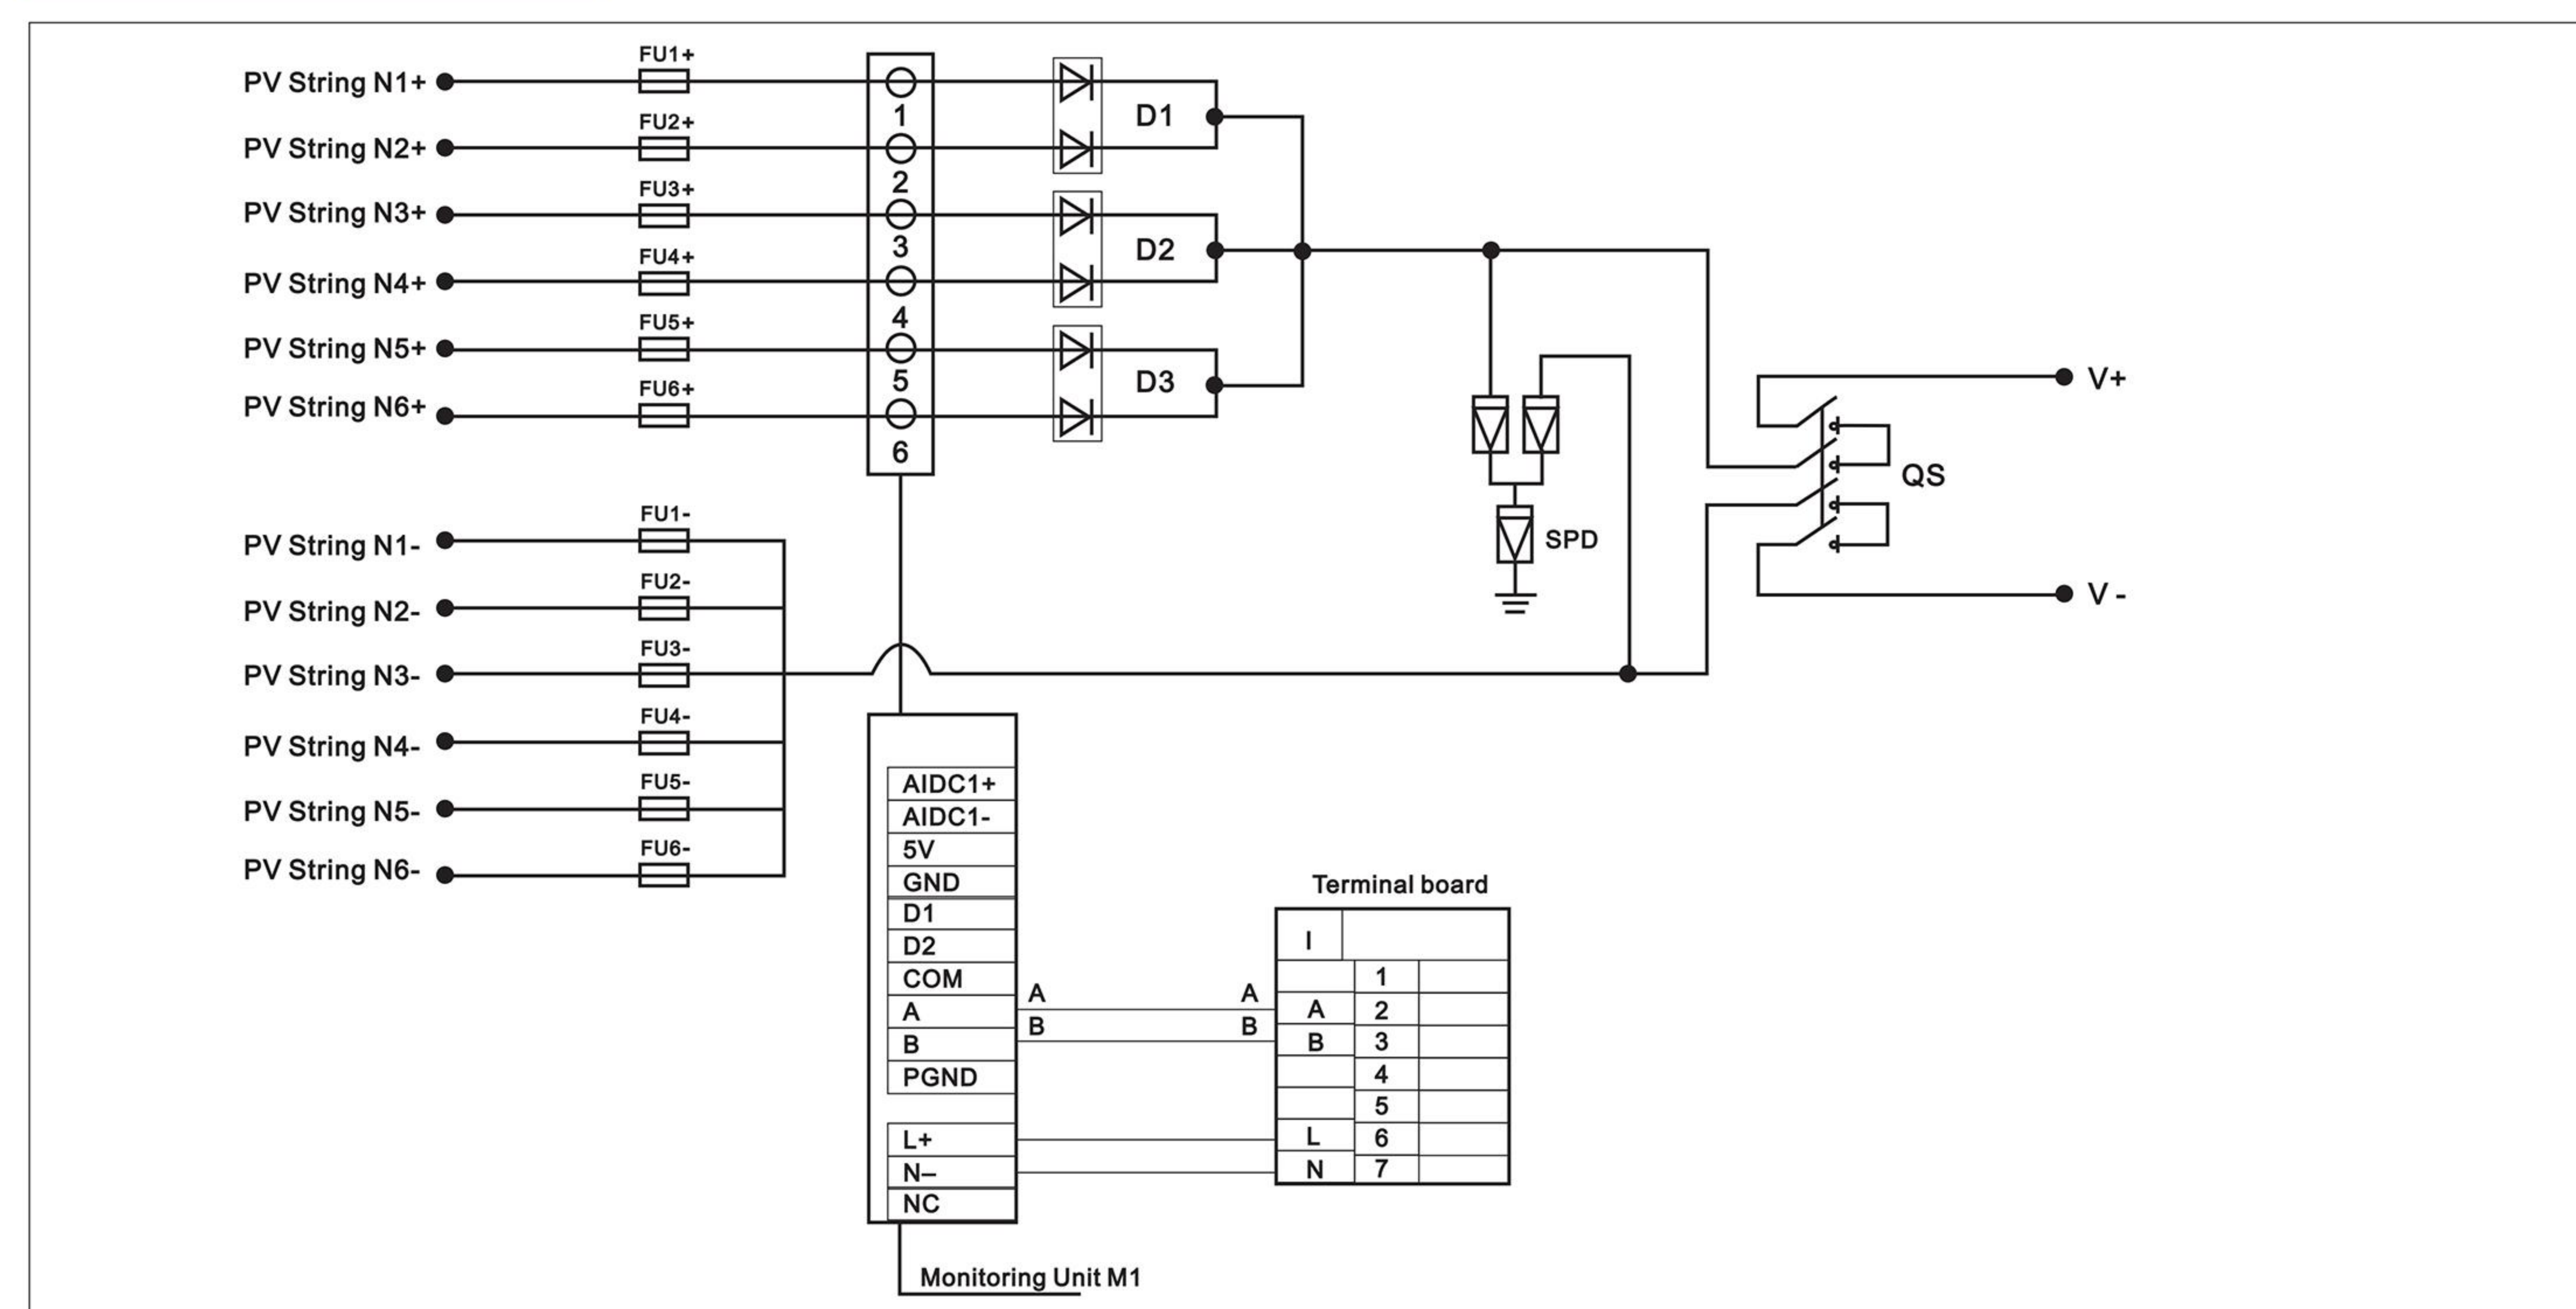 FU1+
PV String N1+
1
D1
FU2+
PV String N2+
2
FU3+
PV String N3+
3
D2
FU4+
PV String N4+
4
FU5+
PV String N5+
5
D3
FU6+
PV String N6+
6
V+
QS
FU1-
PV String N1-
SPD
FU2-
PV String N2-
V -
FU3-
PV String N3-
FU4-
PV String N4-
FU5-
PV String N5-
FU6-
PV String N6-
AIDC1+
AIDC1-
5V
GND
D1
D2
COM
A
B
PGND
L+
N–
NC
A
B
A
B
Terminal board
I
1
A 2
B 3
4
5
L 6
N 7
Monitoring Unit M1